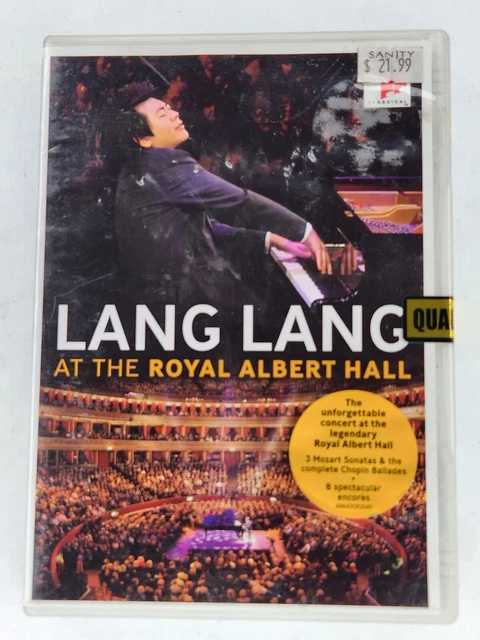 SANITY
$ 21.99
CLASSICAL
LANG LANG
QUA
AT THE ROYAL ALBERT HALL
The
unforgettable
concert at the
legendary
Royal Albert Hall
3 Mozart Sonatas & the
complete Chopin Ballades
+
8 spectacular
encores